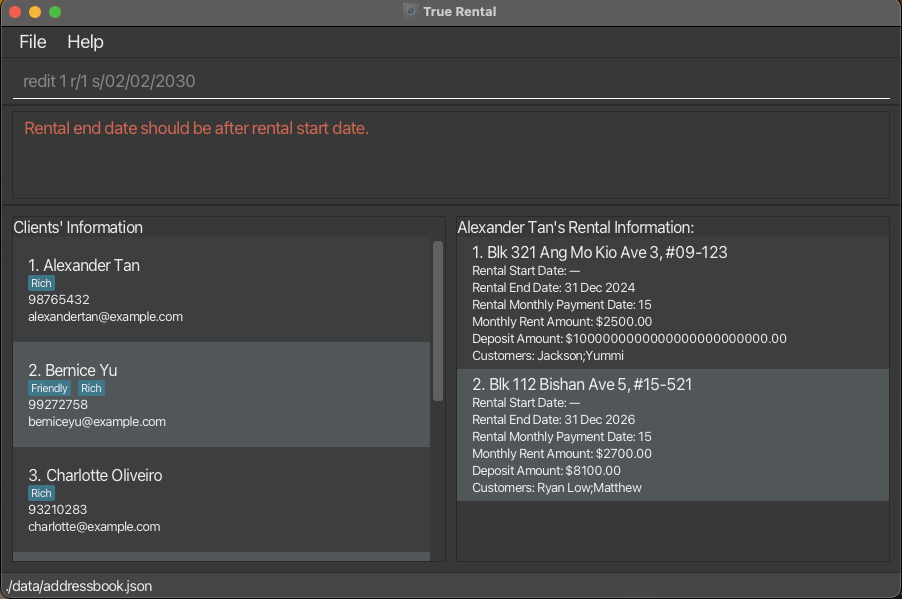 True Rental
File Help
redit 1 r/1 s/02/02/2030
Rental end date should be after rental start date.
Clients' Information
1. Alexander Tan
Rich
98765432
alexandertan@example.com
2. Bernice Yu
Friendly Rich
99272758
berniceyu@example.com
3. Charlotte Oliveiro
Rich
93210283
charlotte@example.com
Alexander Tan's Rental Information:
1. Blk 321 Ang Mo Kio Ave 3, #09-123
Rental Start Date: —
Rental End Date: 31 Dec 2024
Rental Monthly Payment Date: 15
Monthly Rent Amount: $2500.00
Deposit Amount: $1000000000000000000000000.00
Customers: Jackson;Yummi
2. Blk 112 Bishan Ave 5, #15-521
Rental Start Date: —
Rental End Date: 31 Dec 2026
Rental Monthly Payment Date: 15
Monthly Rent Amount: $2700.00
Deposit Amount: $8100.00
Customers: Ryan Low;Matthew
./data/addressbook.json